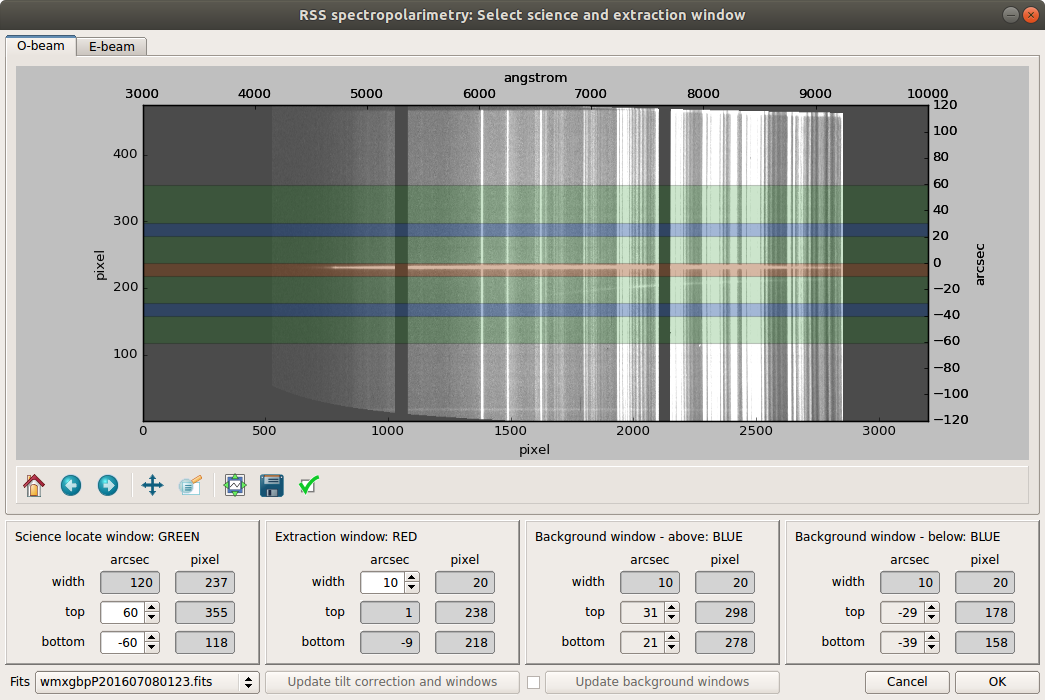 RSS spectropolarimetry: Select science and extraction window
O-beam E-beam
angstrom
3000 4000 5000 6000 7000 8000 9000 10000
400
300
200
100
pixel
120
100
80
60
40
20
0
−20
−40
−60
−80
−100
−120
arcsec
0 500 1000 1500 2000 2500 3000
pixel
Science locate window: GREEN
arcsec pixel
width 120 237
top 60 355
bottom -60 118
Extraction window: RED
arcsec pixel
width 10 20
top 1 238
bottom -9 218
Background window - above: BLUE
arcsec pixel
width 10 20
top 31 298
bottom 21 278
Background window - below: BLUE
arcsec pixel
width 10 20
top -29 178
bottom -39 158
Fits wmxgbpP201607080123.fits Update tilt correction and windows Update background windows Cancel OK